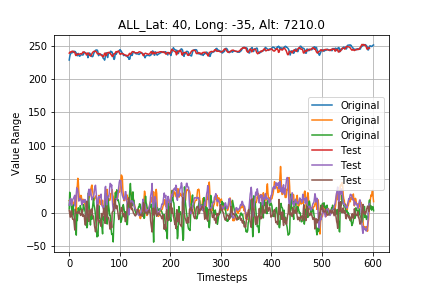 ALL_Lat: 40, Long: -35, Alt: 7210.0
250
200
150
100
50
0
−50
Value Range
Original
Original
Original
Test
Test
Test
0
100
200
300
400
500
600
Timesteps